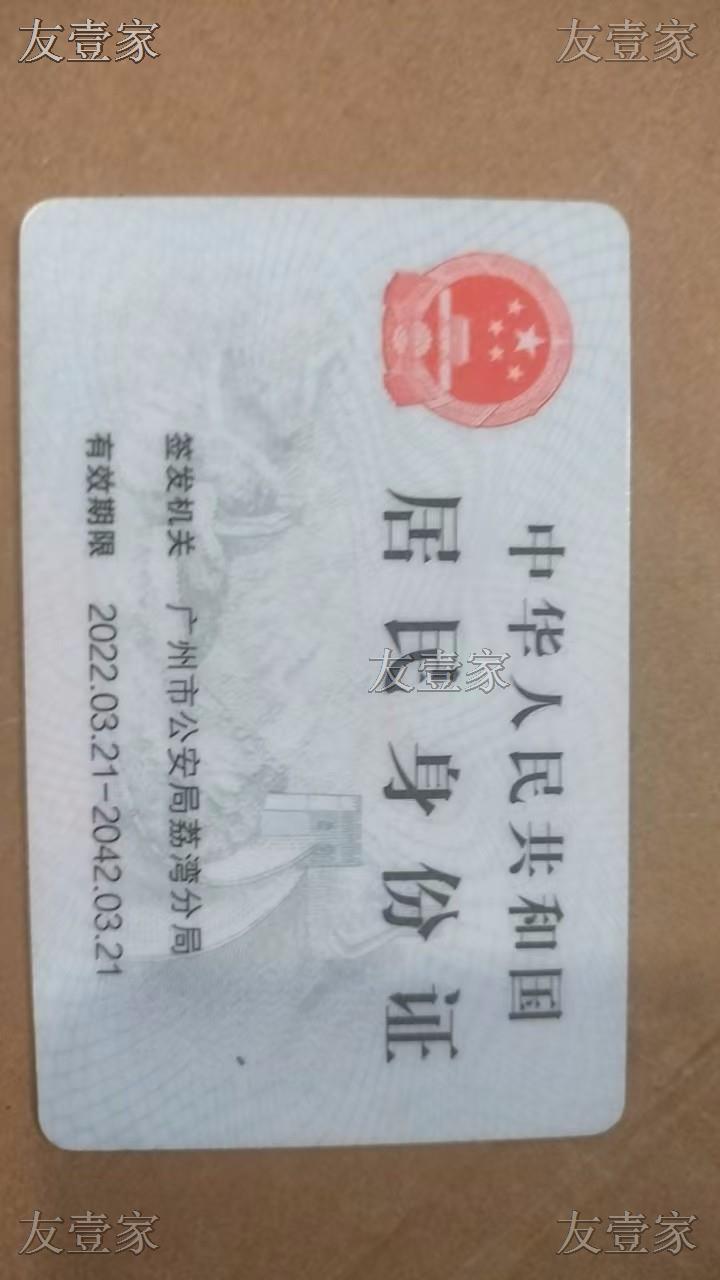 友壹家
友壹家
中华人民共和国
居民身份证
友壹家
签发机关 广州市公安局荔湾分局
有效期限 2022.03.21-2042.03.21
友壹家
友壹家